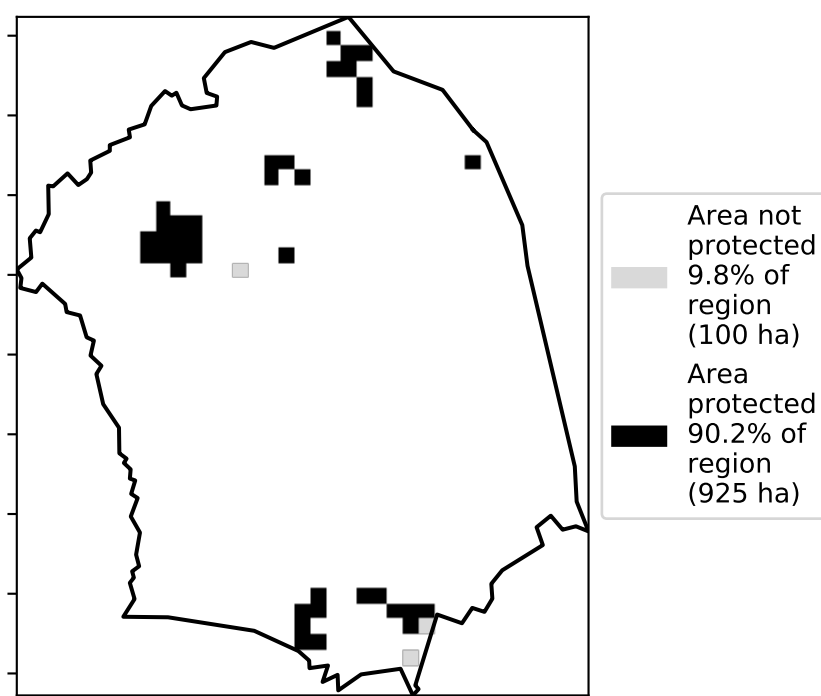 Area not
protected
9.8% of
region
(100 ha)
Area
protected
90.2% of
region
(925 ha)